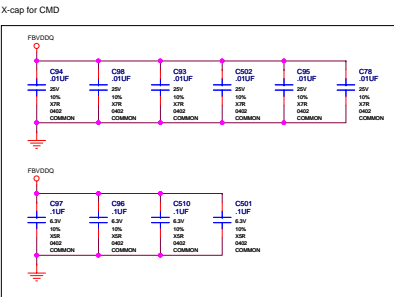 X-cap for CMD
FBVDDQ
C94 C98 C93 C502 C95 C78
.01UF .01UF .01UF .01UF .01UF .01UF
25V 25V 25V 25V 25V 25V
10% 10% 10% 10% 10% 10%
X7R X7R X7R X7R X7R X7R
0402 0402 0402 0402 0402 0402
COMMON COMMON COMMON COMMON COMMON COMMON
FBVDDQ
C97 C96 C510 C501
.1UF .1UF .1UF .1UF
6.3V 6.3V 6.3V 6.3V
10% 10% 10% 10%
X5R X5R X5R X5R
0402 0402 0402 0402
COMMON COMMON COMMON COMMON